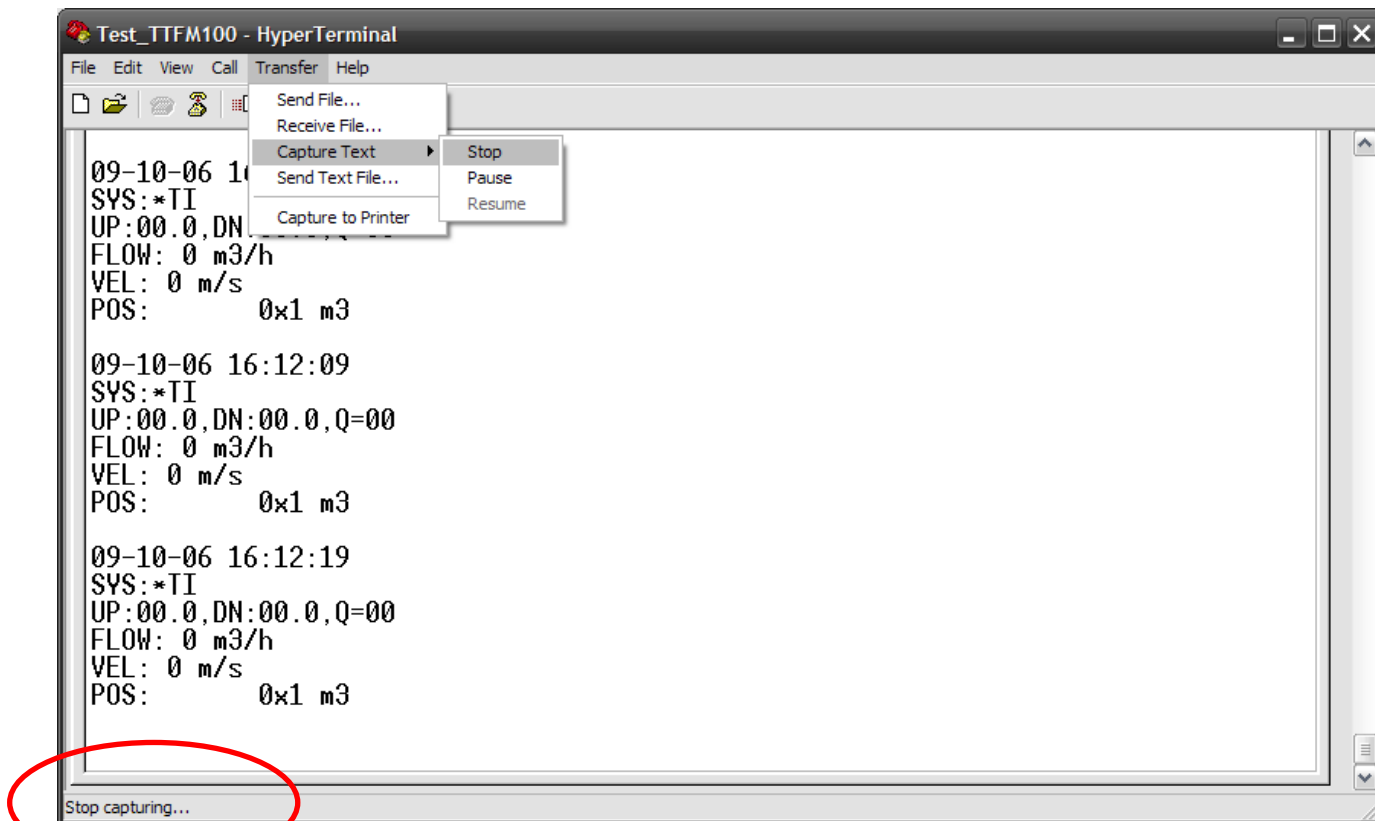 Test_TTFM100 - HyperTerminal
File Edit View Call Transfer Help
Send File...
Receive File...
Capture Text
Send Text File...
Capture to Printer
Stop
Pause
Resume
09-10-06
SYS:*TI
UP:00.0,DN:
FLOW: 0 m3/h
VEL: 0 m/s
POS: 0x1 m3
09-10-06 16:12:09
SYS:*TI
UP:00.0,DN:00.0,Q=00
FLOW: 0 m3/h
VEL: 0 m/s
POS: 0x1 m3
09-10-06 16:12:19
SYS:*TI
UP:00.0,DN:00.0,Q=00
FLOW: 0 m3/h
VEL: 0 m/s
POS: 0x1 m3
Stop capturing...